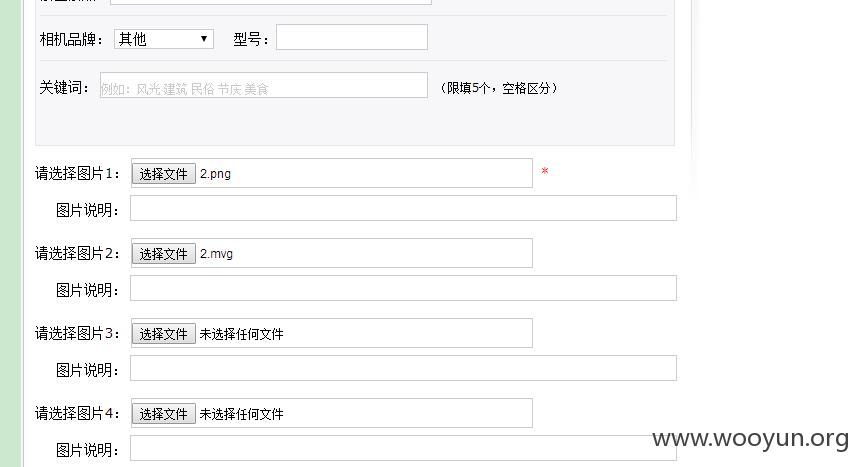 相机品牌： 其他 型号：
关键词： 例如：风光 建筑 民俗 节庆 美食 （限填5个，空格区分）
请选择图片1： 选择文件 2.png *
图片说明：
请选择图片2： 选择文件 2.mvg
图片说明：
请选择图片3： 选择文件 未选择任何文件
图片说明：
请选择图片4： 选择文件 未选择任何文件
图片说明：
www.wooyun.org